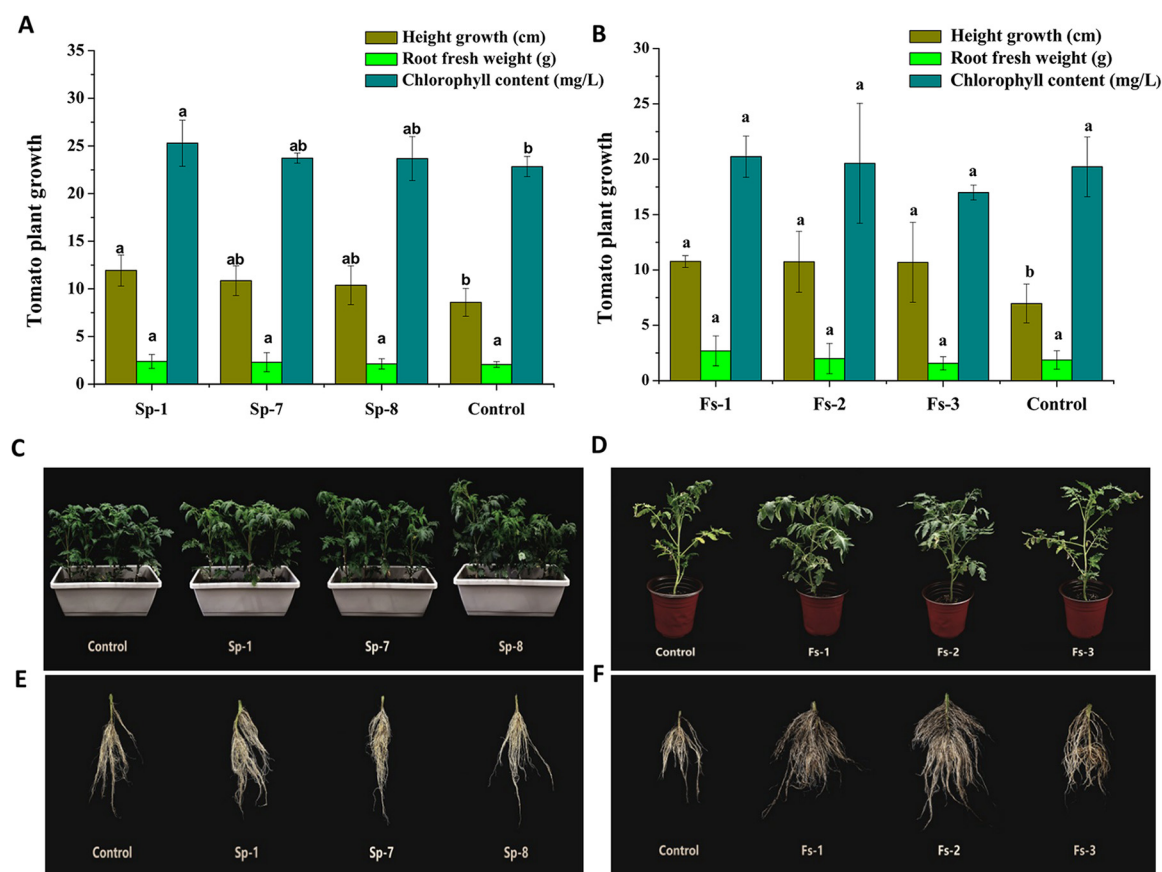 A
Height growth (cm)
Root fresh weight (g)
Chlorophyll content (mg/L)
Tomato plant growth
35
30
25
20
15
10
5
0
a
a
a
ab
a
ab
ab
a
ab
b
a
b
Sp-1 Sp-7 Sp-8 Control
B
Height growth (cm)
Root fresh weight (g)
Chlorophyll content (mg/L)
Tomato plant growth
30
25
20
15
10
5
0
a
a
a
a
a
a
a
a
a
b
a
a
Fs-1 Fs-2 Fs-3 Control
C
Control Sp-1 Sp-7 Sp-8
D
Control Fs-1 Fs-2 Fs-3
E
Control Sp-1 Sp-7 Sp-8
F
Control Fs-1 Fs-2 Fs-3